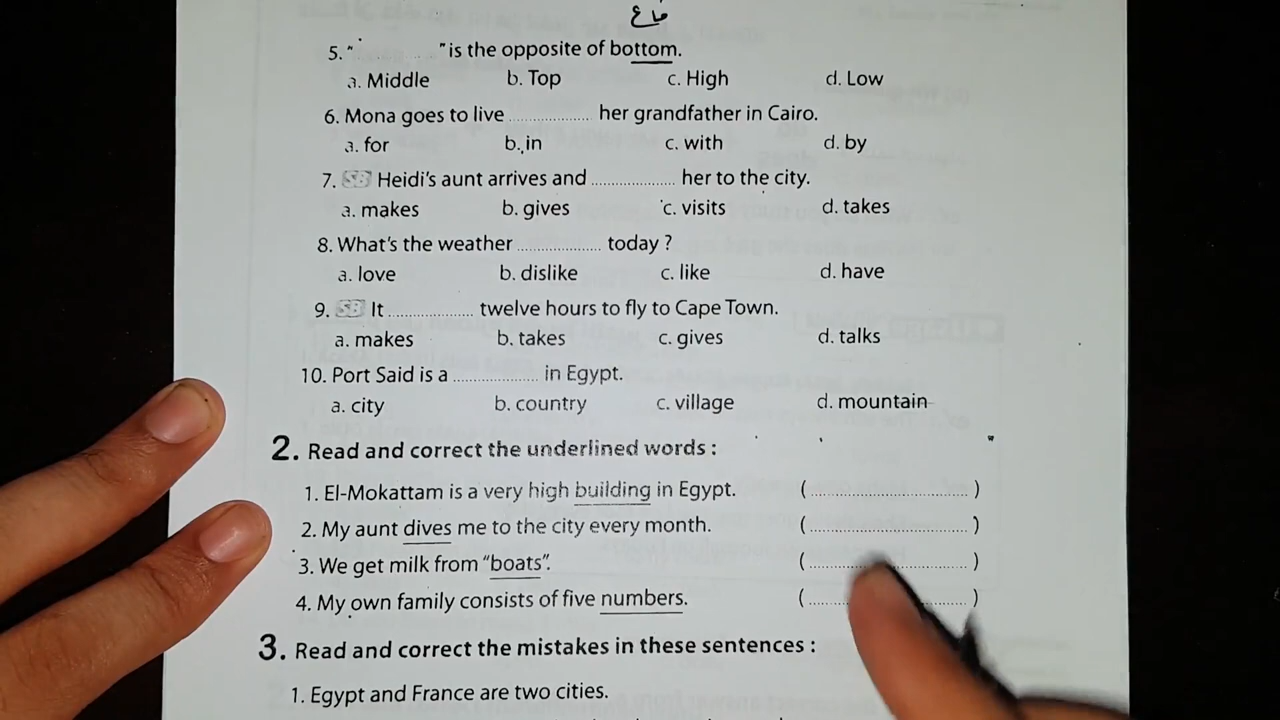 قاع
5. " .................. " is the opposite of bottom.
a. Middle b. Top c. High d. Low
6. Mona goes to live .................. her grandfather in Cairo.
a. for b. in c. with d. by
7. SB Heidi's aunt arrives and .................. her to the city.
a. makes b. gives c. visits d. takes
8. What's the weather .................. today ?
a. love b. dislike c. like d. have
9. SB It .................. twelve hours to fly to Cape Town.
a. makes b. takes c. gives d. talks
10. Port Said is a .................. in Egypt.
a. city b. country c. village d. mountain
2. Read and correct the underlined words :
1. El-Mokattam is a very high building in Egypt. (..................................)
2. My aunt dives me to the city every month. (..................................)
3. We get milk from "boats". (..................................)
4. My own family consists of five numbers. (..................................)
3. Read and correct the mistakes in these sentences :
1. Egypt and France are two cities.